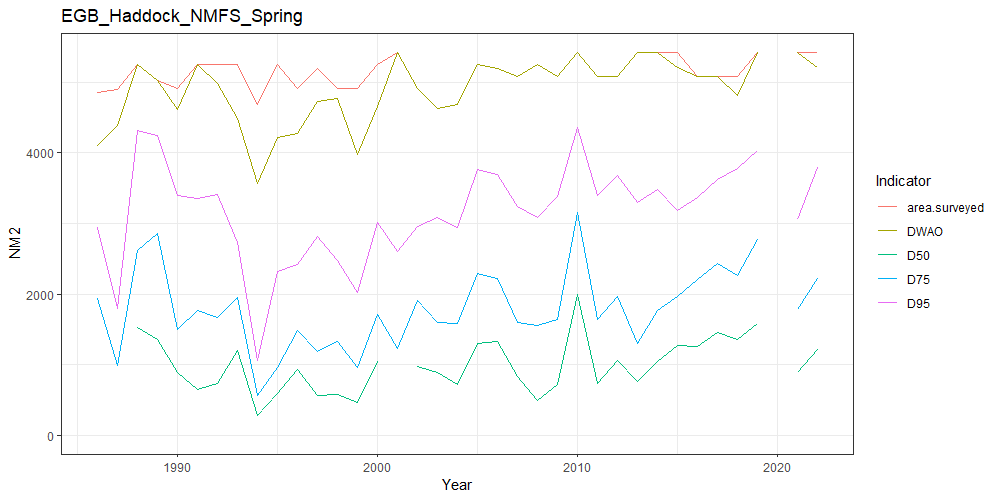 EGB_Haddock_NMFS_Spring
NM2
4000
2000
0
1990
2000
2010
2020
Year
Indicator
area.surveyed
DWAO
D50
D75
D95